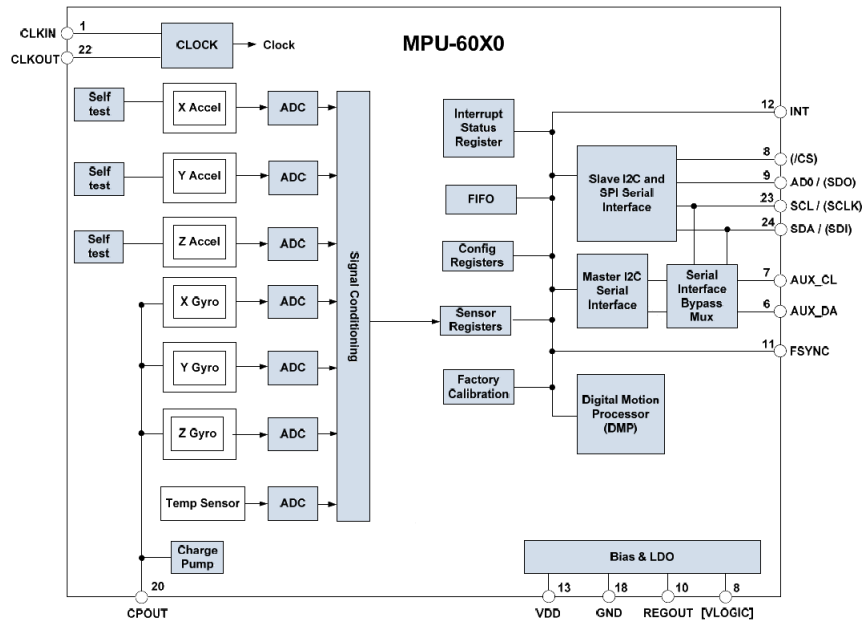 CLKIN
1
CLKOUT
22
CLOCK
Clock
MPU-60X0
Self
test
X Accel
ADC
Self
test
Y Accel
ADC
Self
test
Z Accel
ADC
X Gyro
ADC
Y Gyro
ADC
Z Gyro
ADC
Temp Sensor
ADC
Charge
Pump
20
CPOUT
Signal Conditioning
Interrupt
Status
Register
FIFO
Config
Registers
Sensor
Registers
Factory
Calibration
Slave I2C and
SPI Serial
Interface
Master I2C
Serial
Interface
Serial
Interface
Bypass
Mux
Digital Motion
Processor
(DMP)
12
INT
8
(/CS)
9
AD0 / (SDO)
23
SCL / (SCLK)
24
SDA / (SDI)
7
AUX_CL
6
AUX_DA
11
FSYNC
Bias & LDO
13
18
10
8
VDD
GND
REGOUT
[VLOGIC]